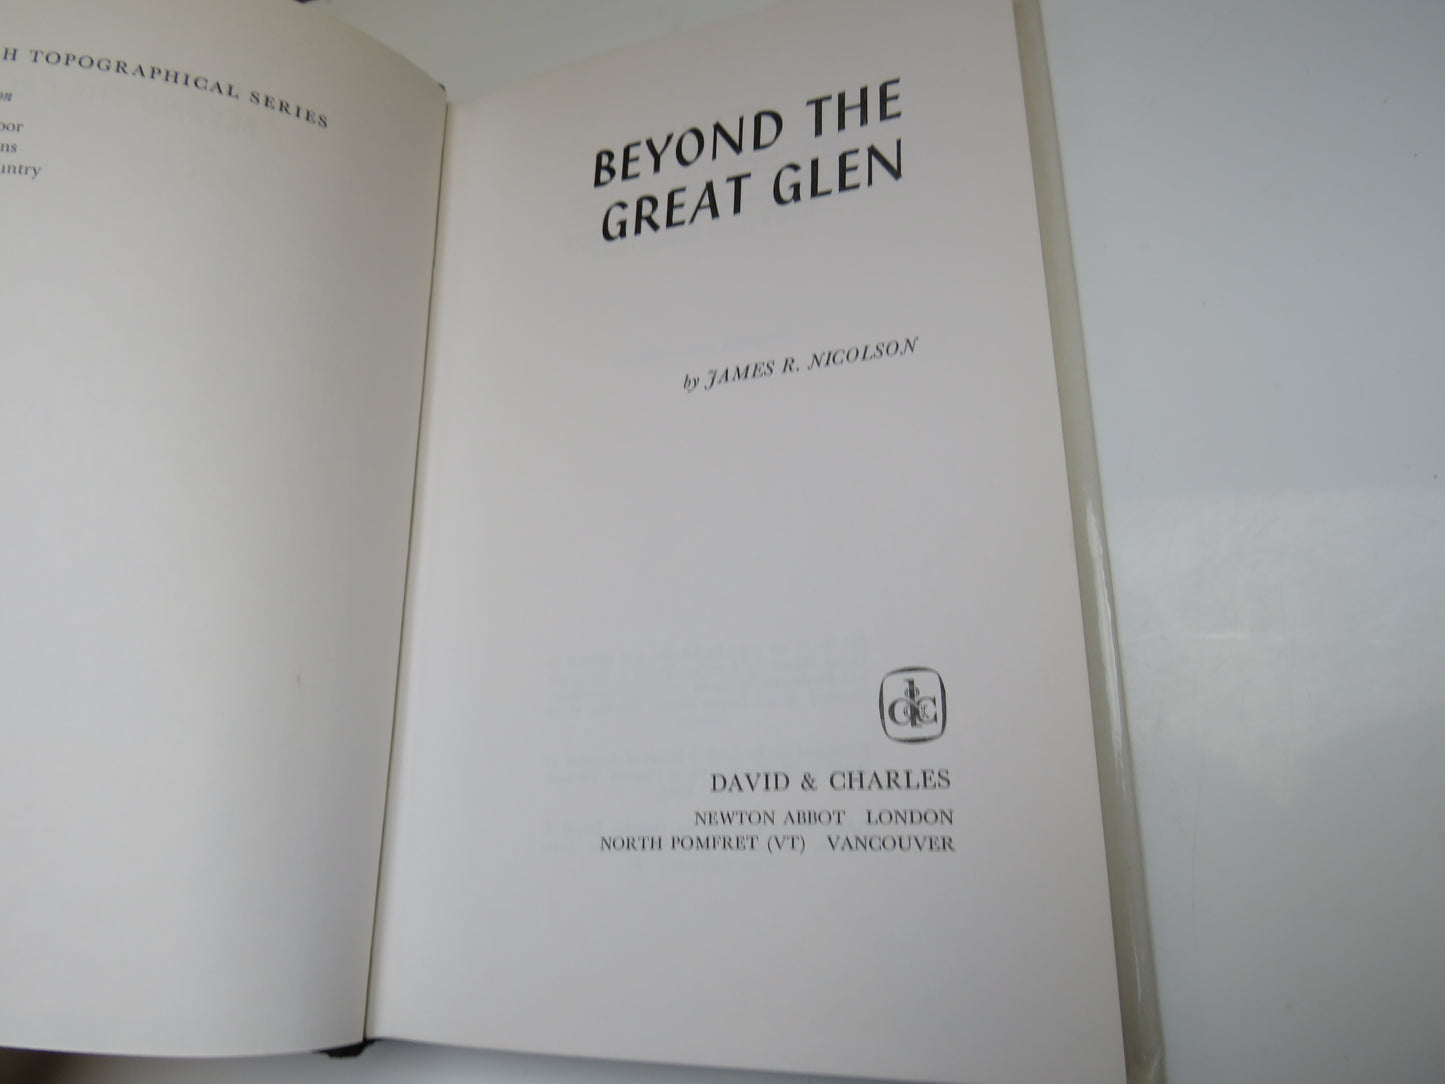 H TOPOGRAPHICAL SERIES
on
oor
ns
untry
BEYOND THE
GREAT GLEN
by JAMES R. NICOLSON
DAVID & CHARLES
NEWTON ABBOT LONDON
NORTH POMFRET (VT) VANCOUVER